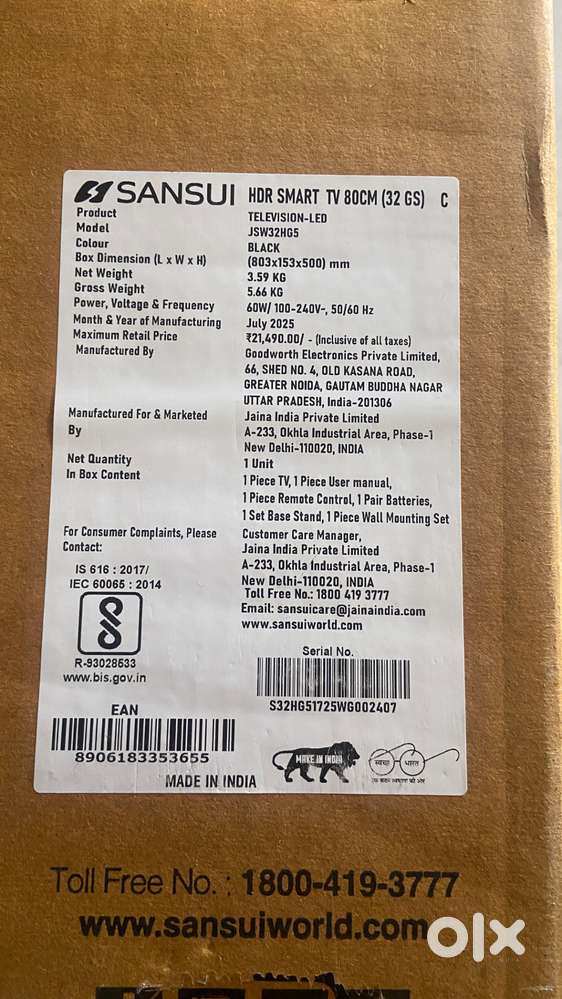 SANSUI HDR SMART TV 80CM (32 GS) C
Product TELEVISION-LED
Model JSW32HG5
Colour BLACK
Box Dimension (L x W x H) (803x153x500) mm
Net Weight 3.59 KG
Gross Weight 5.66 KG
Power, Voltage & Frequency 60W/ 100-240V~, 50/60 Hz
Month & Year of Manufacturing July 2025
Maximum Retail Price ₹21,490.00/ - (Inclusive of all taxes)
Manufactured By Goodworth Electronics Private Limited,
66, SHED NO. 4, OLD KASANA ROAD,
GREATER NOIDA, GAUTAM BUDDHA NAGAR
UTTAR PRADESH, India-201306
Manufactured For & Marketed By
Jaina India Private Limited
A-233, Okhla Industrial Area, Phase-1
New Delhi-110020, INDIA
Net Quantity 1 Unit
In Box Content 1 Piece TV, 1 Piece User manual,
1 Piece Remote Control, 1 Pair Batteries,
1 Set Base Stand, 1 Piece Wall Mounting Set
For Consumer Complaints, Please Contact:
Customer Care Manager,
Jaina India Private Limited
A-233, Okhla Industrial Area, Phase-1
New Delhi-110020, INDIA
Toll Free No.: 1800 419 3777
Email: sansuicare@jainaindia.com
www.sansuiworld.com
IS 616 : 2017/
IEC 60065 : 2014
R-93028533
www.bis.gov.in
Serial No.
S32HG51725WG002407
EAN
8906183353655
MADE IN INDIA
MAKE IN INDIA
स्वच्छ भारत
एक कदम स्वच्छता की ओर
Toll Free No. : 1800-419-3777
www.sansuiworld.com
olx